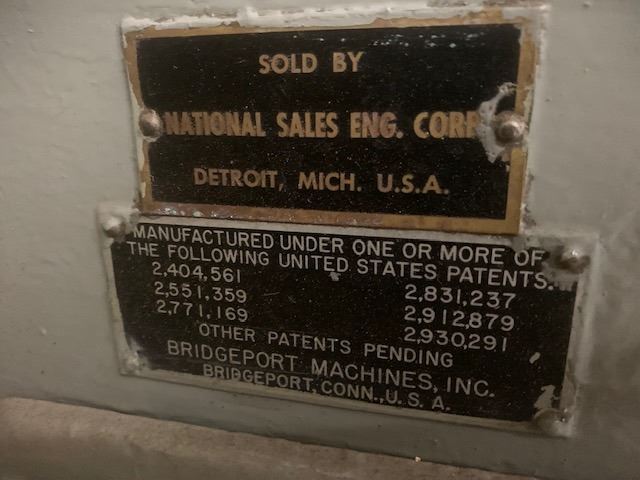 SOLD BY
NATIONAL SALES ENG. CORP
DETROIT, MICH. U.S.A.
MANUFACTURED UNDER ONE OR MORE OF
THE FOLLOWING UNITED STATES PATENTS.
2,404,561
2,551,359 2,831,237
2,771,169 2,912,879
2,930,291
OTHER PATENTS PENDING
BRIDGEPORT MACHINES, INC.
BRIDGEPORT, CONN., U. S. A.